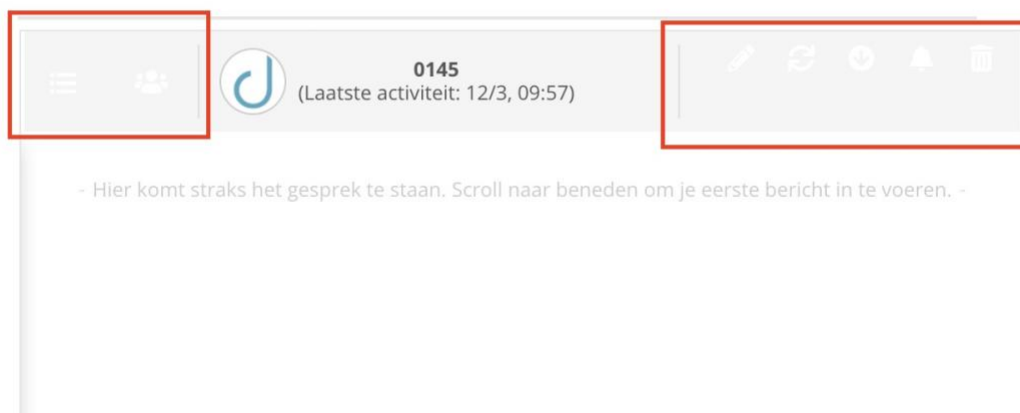 0145
(Laatste activiteit: 12/3, 09:57)
- Hier komt straks het gesprek te staan. Scroll naar beneden om je eerste bericht in te voeren. -